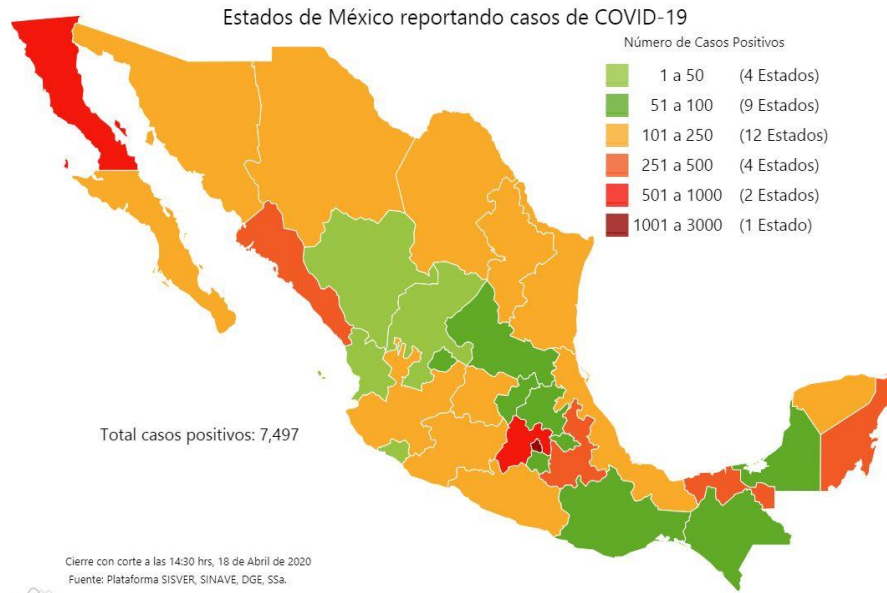 Estados de México reportando casos de COVID-19
Número de Casos Positivos
1 a 50 (4 Estados)
51 a 100 (9 Estados)
101 a 250 (12 Estados)
251 a 500 (4 Estados)
501 a 1000 (2 Estados)
1001 a 3000 (1 Estado)
Total casos positivos: 7,497
Cierre con corte a las 14:30 hrs, 18 de Abril de 2020
Fuente: Plataforma SISVER, SINAVE, DGE, SSa.